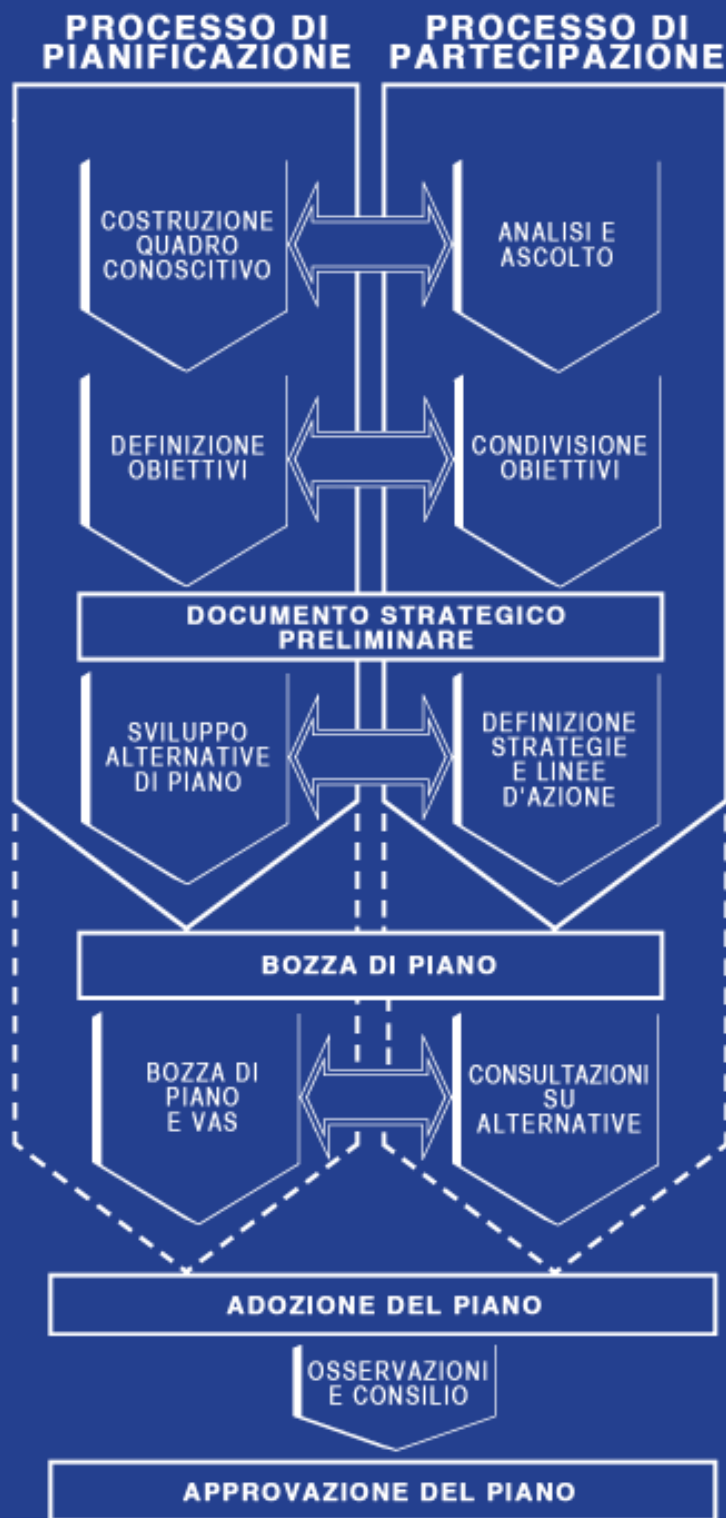 PROCESSO DI
PIANIFICAZIONE
PROCESSO DI
PARTECIPAZIONE
COSTRUZIONE
QUADRO
CONOSCITIVO
ANALISI E
ASCOLTO
DEFINIZIONE
OBIETTIVI
CONDIVISIONE
OBIETTIVI
DOCUMENTO STRATEGICO
PRELIMINARE
SVILUPPO
ALTERNATIVE
DI PIANO
DEFINIZIONE
STRATEGIE
E LINEE
D'AZIONE
BOZZA DI PIANO
BOZZA DI
PIANO
E VAS
CONSULTAZIONI
SU
ALTERNATIVE
ADOZIONE DEL PIANO
OSSERVAZIONI
E CONSILIO
APPROVAZIONE DEL PIANO